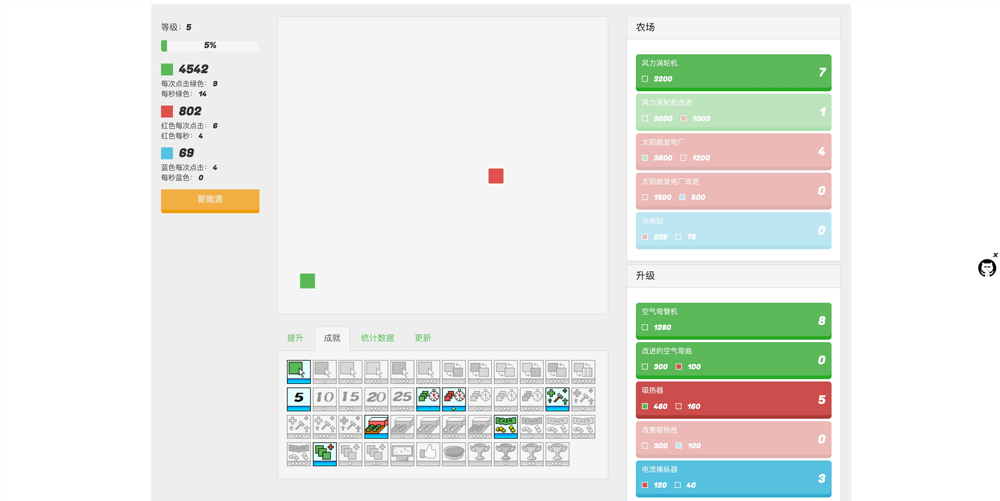 等级： 5
5%
4542
每次点击绿色： 9
每秒绿色： 14
802
红色每次点击： 6
红色每秒： 4
69
蓝色每次点击： 4
每秒蓝色： 0
新能源
提升
成就
统计数据
更新
5 10 15 20 25
农场
风力涡轮机
3200
7
风力涡轮机改进
3000 1000
1
太阳能发电厂
3600 1200
4
太阳能发电厂改进
1500 500
0
水电站
225 75
0
升级
空气弯管机
1280
8
改进的空气弯曲
300 100
0
吸热器
480 160
5
改善吸热性
300 100
0
电流操纵器
120 40
3
x